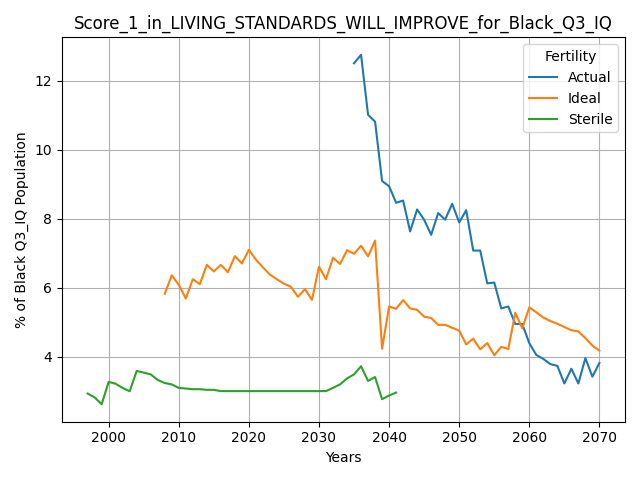 Score_1_in_LIVING_STANDARDS_WILL_IMPROVE_for_Black_Q3_IQ
Fertility
Actual
Ideal
Sterile
% of Black Q3_IQ Population
12
10
8
6
4
2000 2010 2020 2030 2040 2050 2060 2070
Years